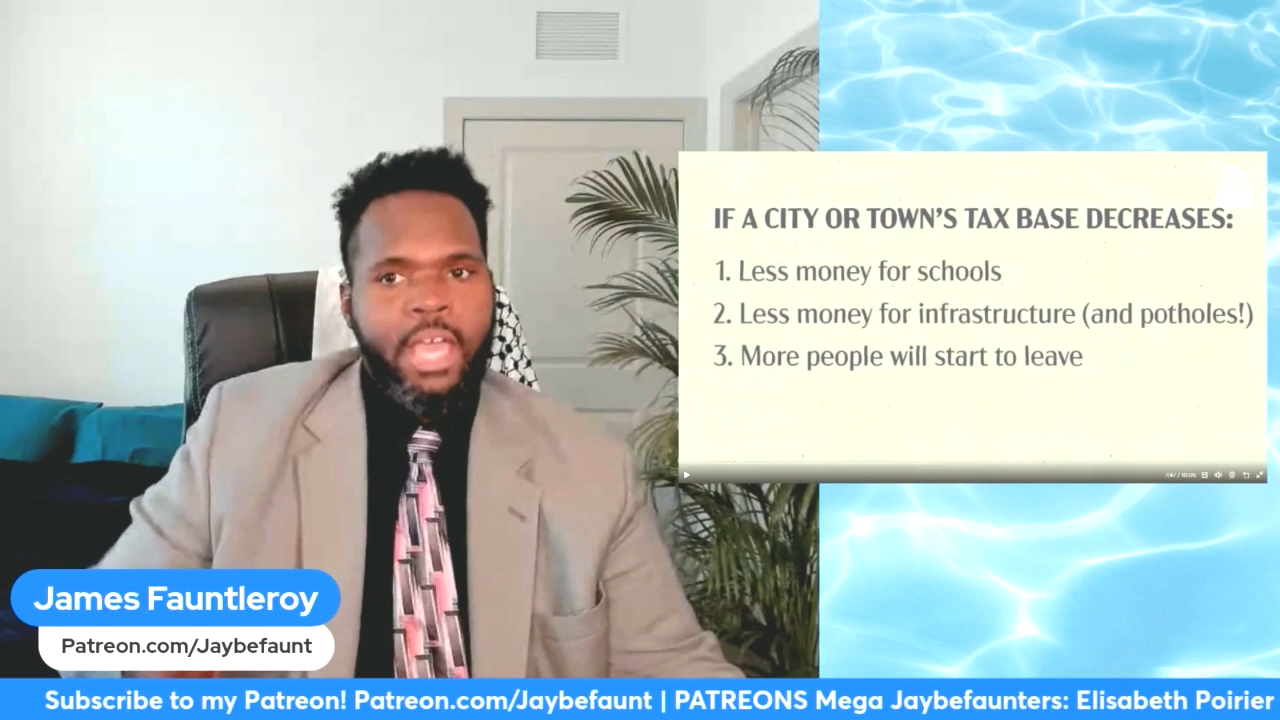 IF A CITY OR TOWN'S TAX BASE DECREASES:
1. Less money for schools
2. Less money for infrastructure (and potholes!)
3. More people will start to leave
James Fauntleroy
Patreon.com/Jaybefaunt
Subscribe to my Patreon! Patreon.com/Jaybefaunt | PATREONS Mega Jaybefaunters: Elisabeth Poirier